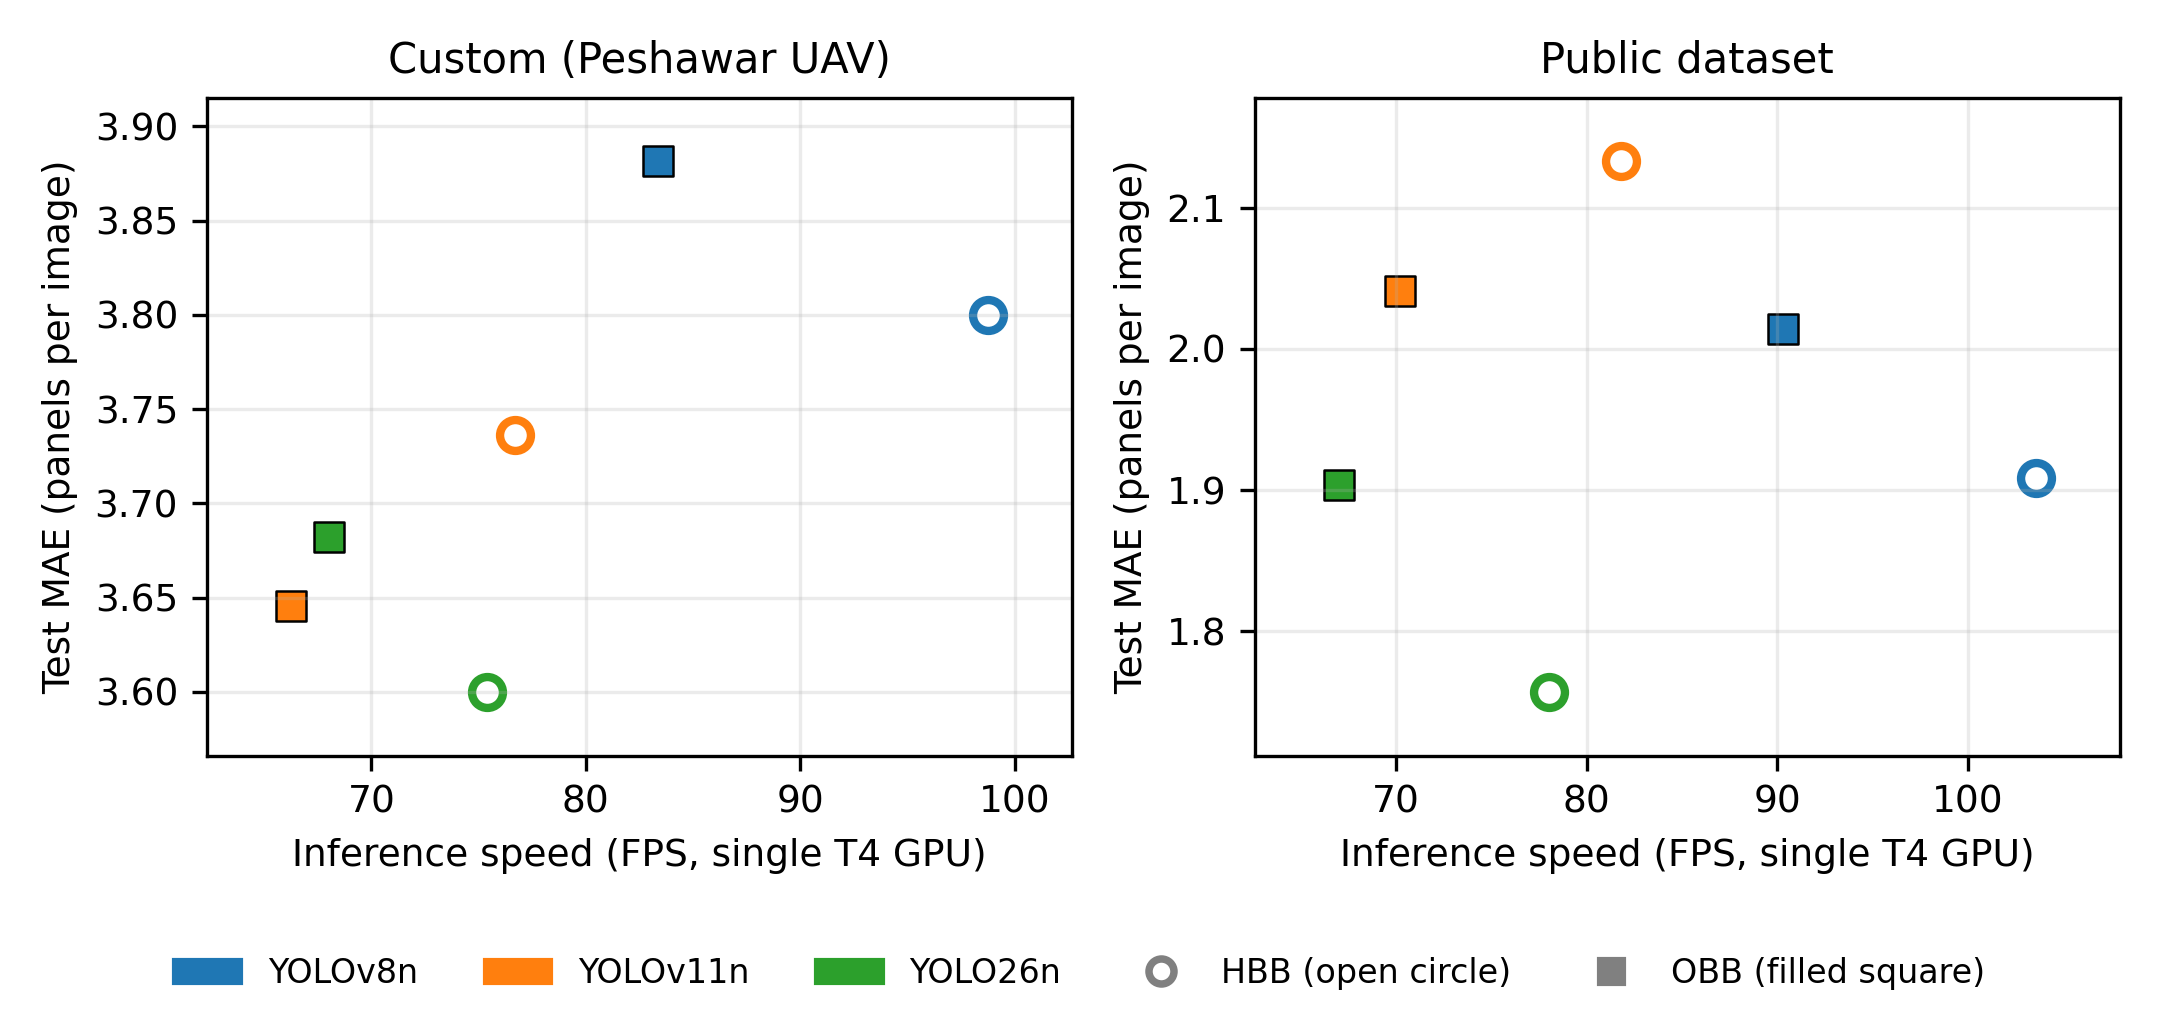 Custom (Peshawar UAV)
Test MAE (panels per image)
3.90
3.85
3.80
3.75
3.70
3.65
3.60
70 80 90 100
Inference speed (FPS, single T4 GPU)
Public dataset
Test MAE (panels per image)
2.1
2.0
1.9
1.8
70 80 90 100
Inference speed (FPS, single T4 GPU)
YOLOv8n YOLOv11n YOLO26n HBB (open circle) OBB (filled square)